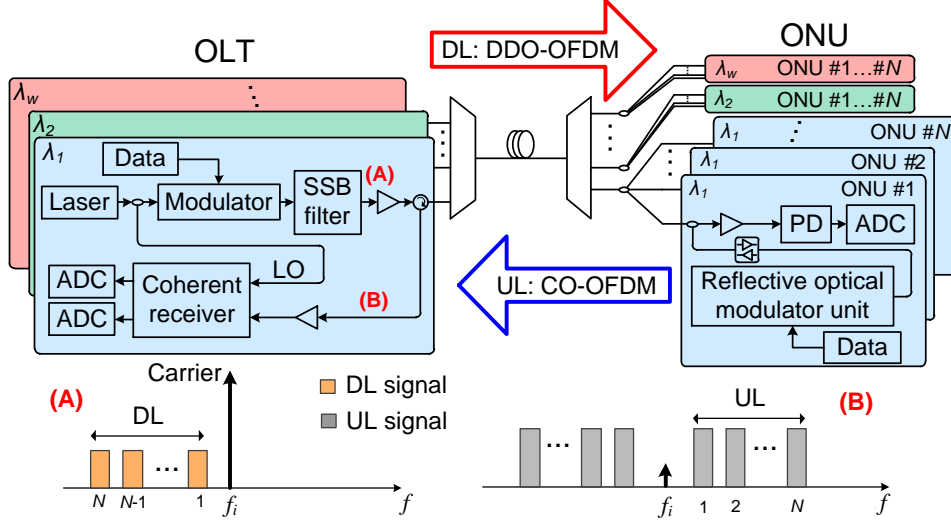 OLT
DL: DDO-OFDM
ONU
λw
λ2
λ1
Data
(A)
Laser
Modulator
SSB
filter
LO
ADC
ADC
Coherent
receiver
(B)
UL: CO-OFDM
λw ONU #1...#N
λ2 ONU #1...#N
λ1 ONU #N
λ1 ONU #2
λ1 ONU #1
PD
ADC
Reflective optical
modulator unit
Data
(A)
Carrier
DL signal
UL signal
DL
...
N N-1 1 fi f
(B)
UL
... ...
fi 1 2 N f